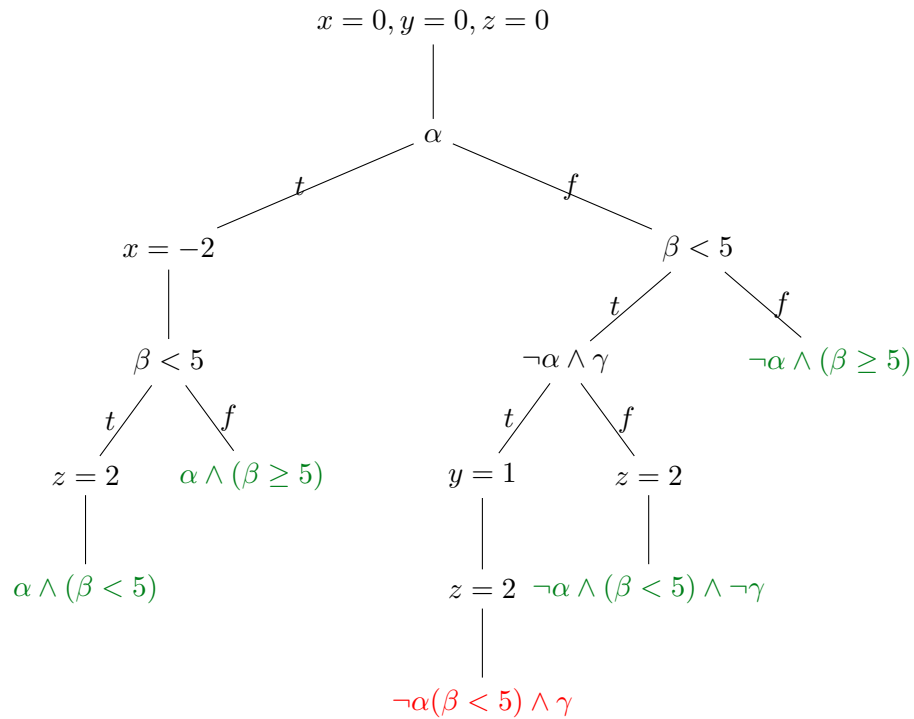 x = 0, y = 0, z = 0
α
t
f
x = −2
β < 5
t
f
β < 5
¬α ∧ γ
¬α ∧ (β ≥ 5)
t
f
t
f
z = 2
α ∧ (β ≥ 5)
y = 1
z = 2
α ∧ (β < 5)
z = 2
¬α ∧ (β < 5) ∧ ¬γ
¬α(β < 5) ∧ γ